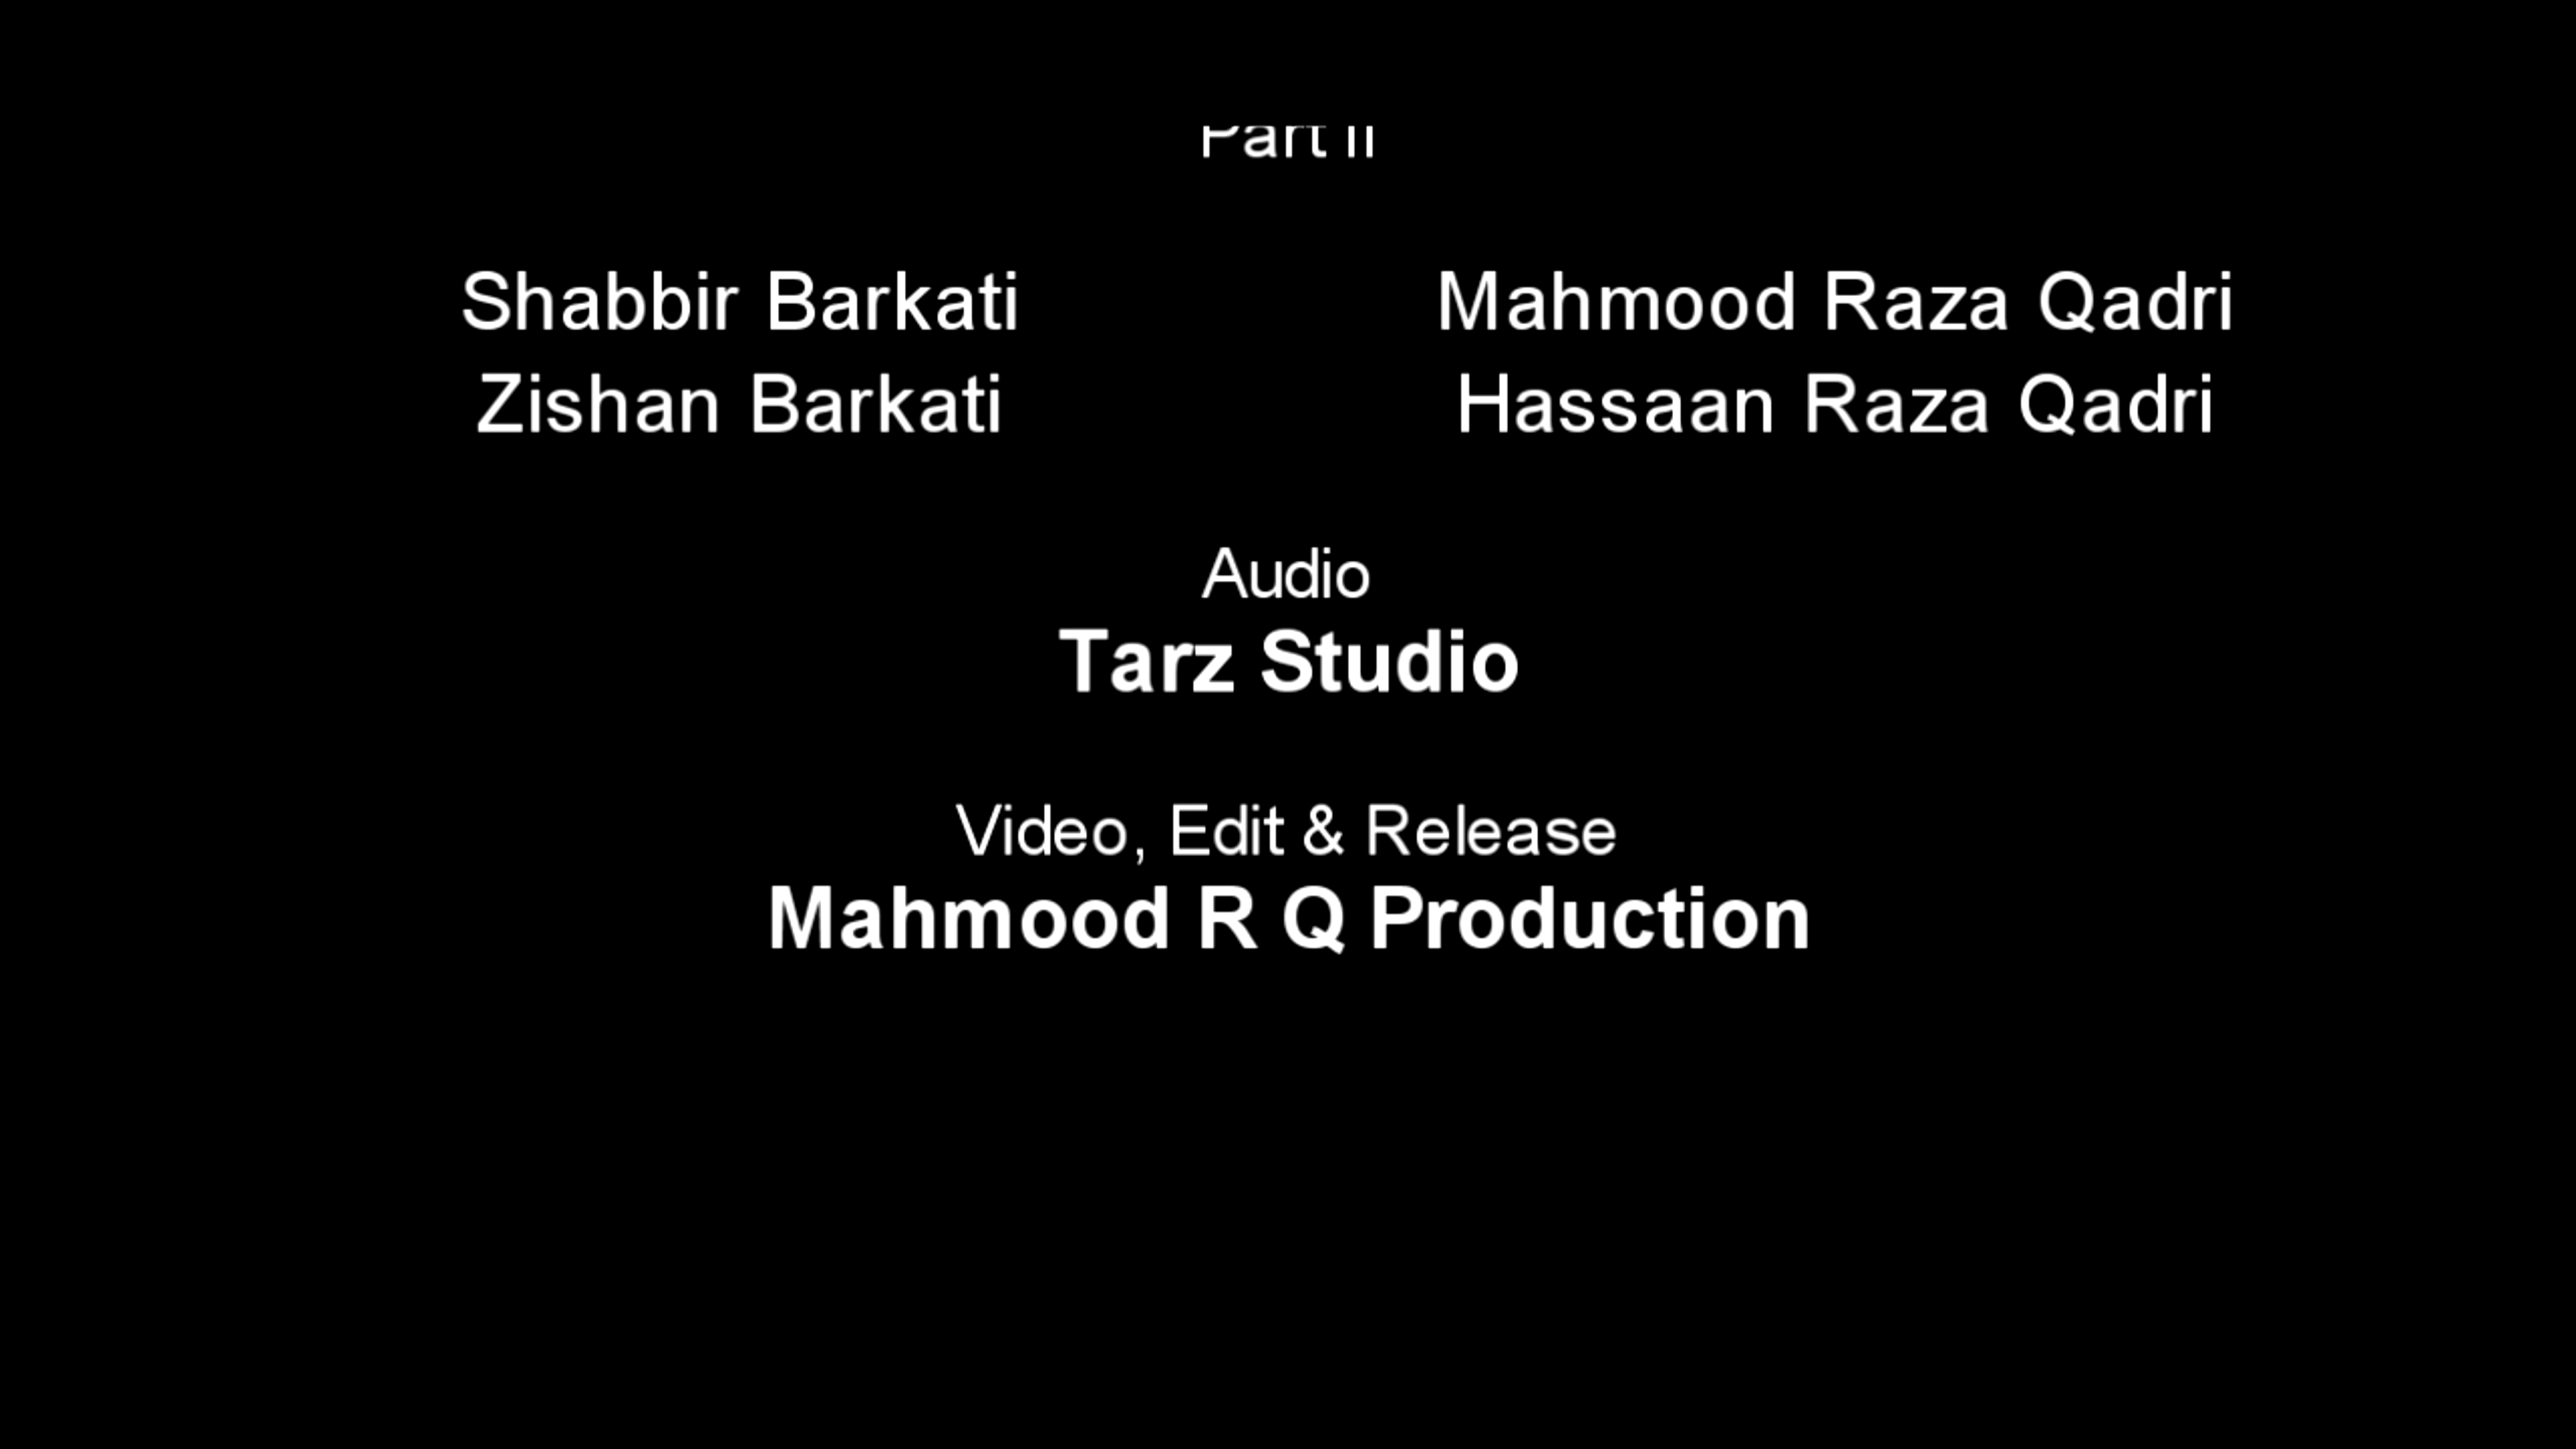 Part II
Shabbir Barkati Mahmood Raza Qadri
Zishan Barkati Hassaan Raza Qadri
Audio
Tarz Studio
Video, Edit & Release
Mahmood R Q Production